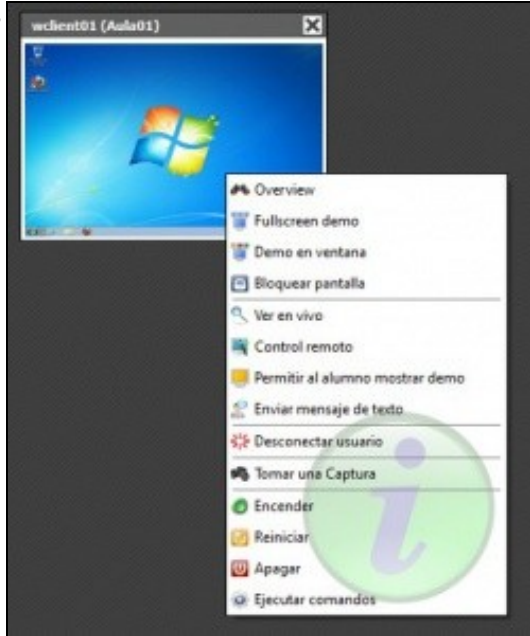 wclient01 (Aula01)
Overview
Fullscreen demo
Demo en ventana
Bloquear pantalla
Ver en vivo
Control remoto
Permitir al alumno mostrar demo
Enviar mensaje de texto
Desconectar usuario
Tomar una Captura
Encender
Reiniciar
Apagar
Ejecutar comandos